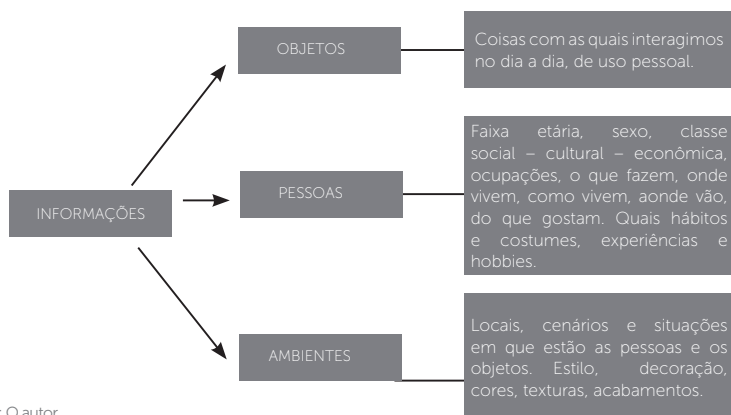 OBJETOS
Coisas com as quais interagimos
no dia a dia, de uso pessoal.
INFORMAÇÕES
PESSOAS
Faixa etária, sexo, classe
social – cultural – econômica,
ocupações, o que fazem, onde
vivem, como vivem, aonde vão,
do que gostam. Quais hábitos
e costumes, experiências e
hobbies.
AMBIENTES
Locais, cenários e situações
em que estão as pessoas e os
objetos. Estilo, decoração,
cores, texturas, acabamentos.
: O autor